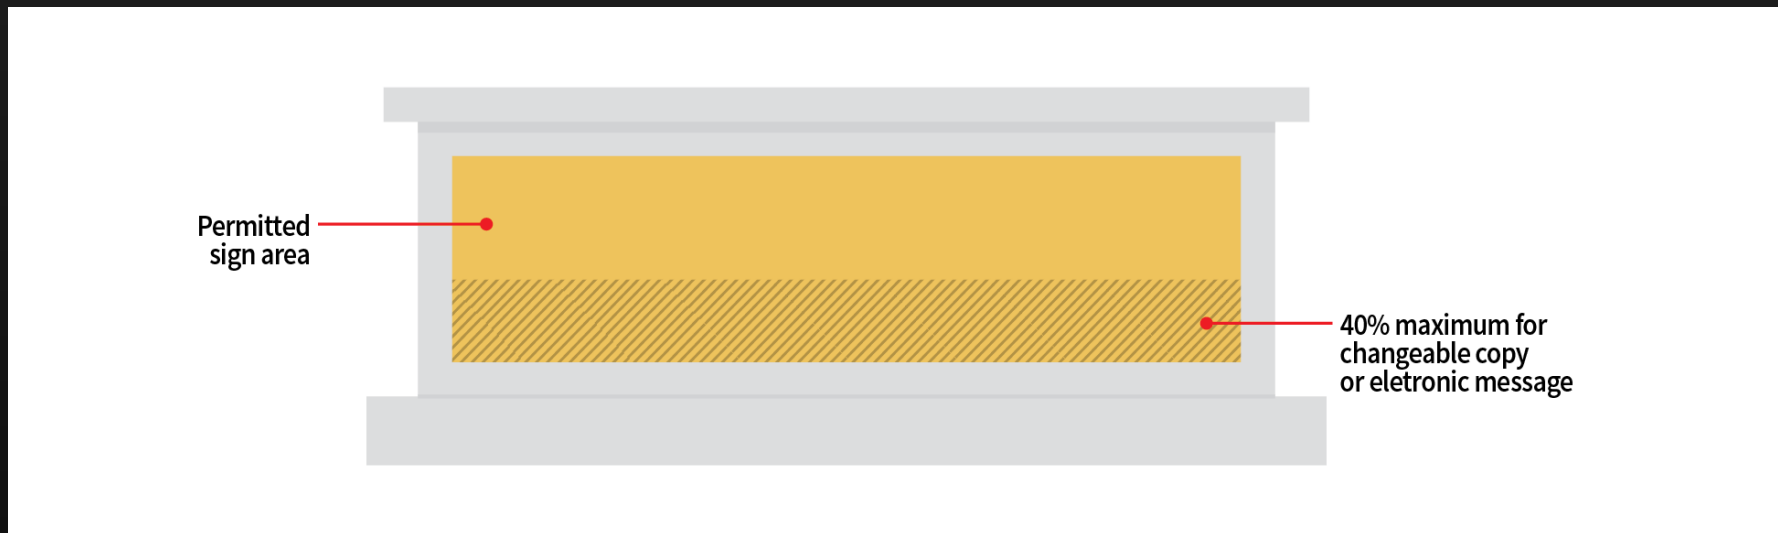 Permitted
sign area
40% maximum for
changeable copy
or eletronic message